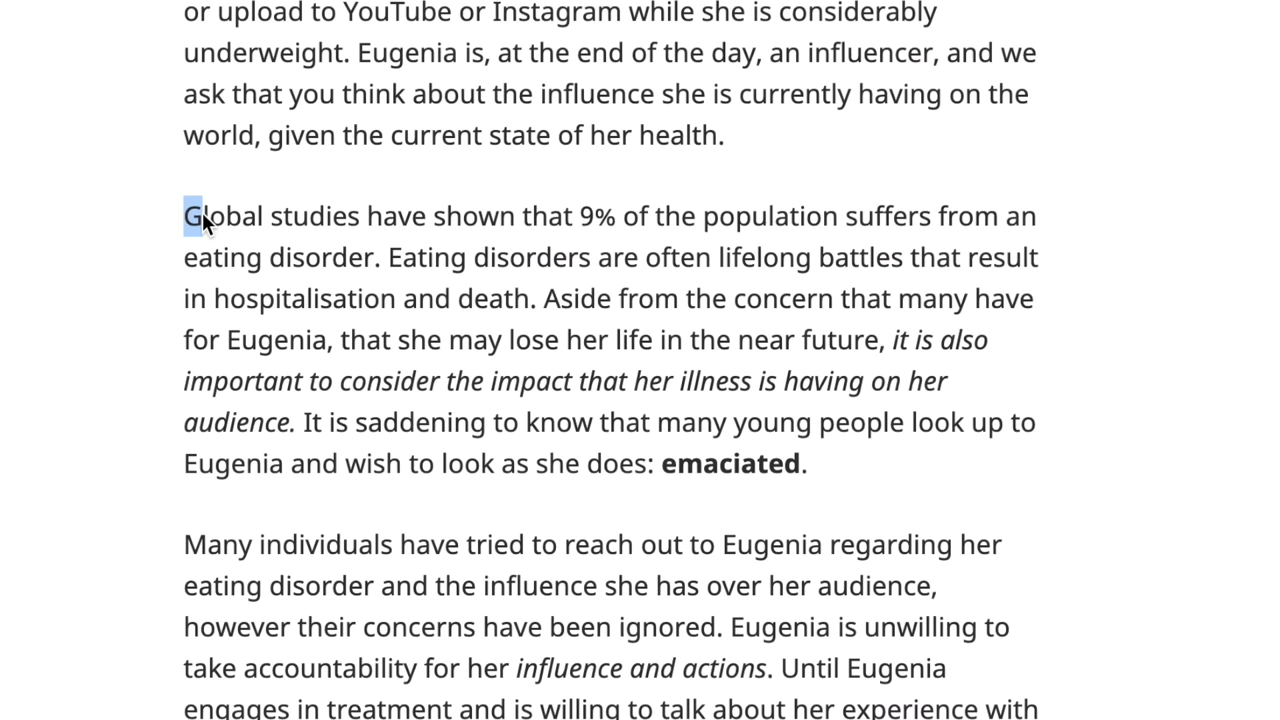 or upload to YouTube or Instagram while she is considerably
underweight. Eugenia is, at the end of the day, an influencer, and we
ask that you think about the influence she is currently having on the
world, given the current state of her health.
Global studies have shown that 9% of the population suffers from an
eating disorder. Eating disorders are often lifelong battles that result
in hospitalisation and death. Aside from the concern that many have
for Eugenia, that she may lose her life in the near future, it is also
important to consider the impact that her illness is having on her
audience. It is saddening to know that many young people look up to
Eugenia and wish to look as she does: emaciated.
Many individuals have tried to reach out to Eugenia regarding her
eating disorder and the influence she has over her audience,
however their concerns have been ignored. Eugenia is unwilling to
take accountability for her influence and actions. Until Eugenia
engages in treatment and is willing to talk about her experience with